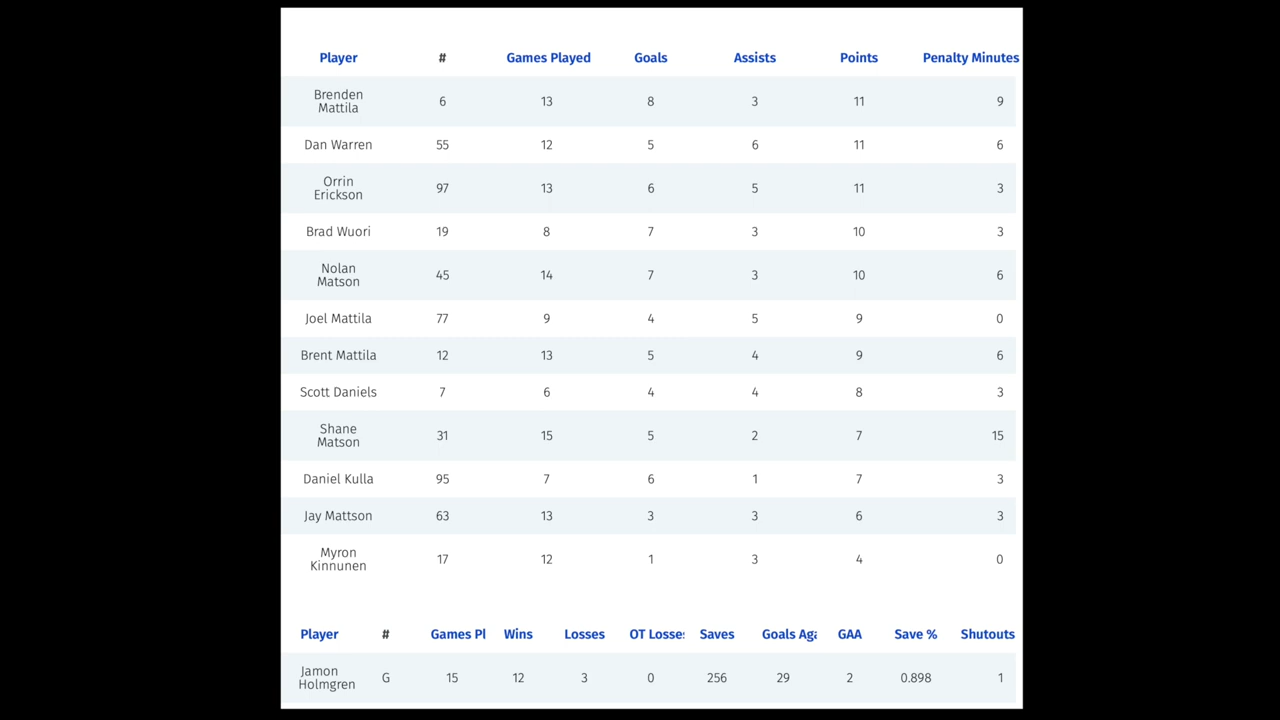 Player # Games Played Goals Assists Points Penalty Minutes
Brenden
Mattila 6 13 8 3 11 9
Dan Warren 55 12 5 6 11 6
Orrin
Erickson 97 13 6 5 11 3
Brad Wuori 19 8 7 3 10 3
Nolan
Matson 45 14 7 3 10 6
Joel Mattila 77 9 4 5 9 0
Brent Mattila 12 13 5 4 9 6
Scott Daniels 7 6 4 4 8 3
Shane
Matson 31 15 5 2 7 15
Daniel Kulla 95 7 6 1 7 3
Jay Mattson 63 13 3 3 6 3
Myron
Kinnunen 17 12 1 3 4 0
Player # Games Pl Wins Losses OT Losse Saves Goals Aga GAA Save % Shutouts
Jamon
Holmgren G 15 12 3 0 256 29 2 0.898 1